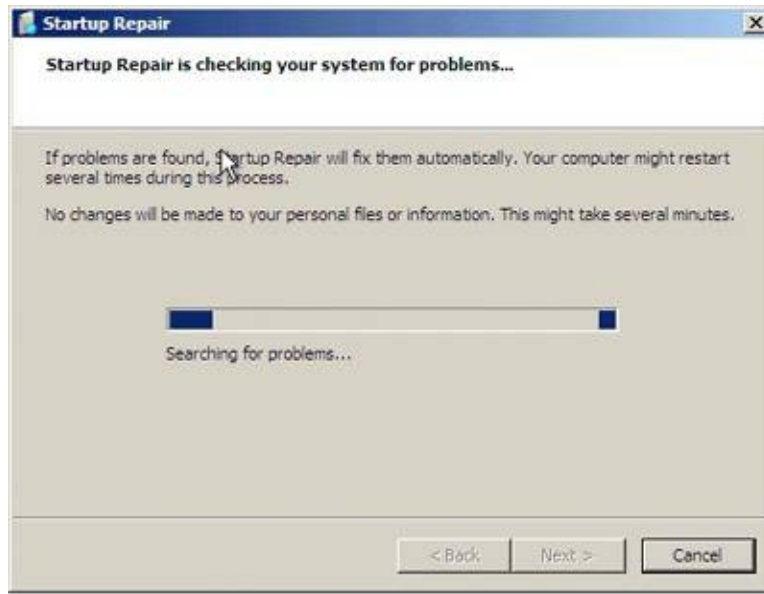 Startup Repair
Startup Repair is checking your system for problems...
If problems are found, Startup Repair will fix them automatically. Your computer might restart
several times during this process.
No changes will be made to your personal files or information. This might take several minutes.
Searching for problems...
< Back Next > Cancel